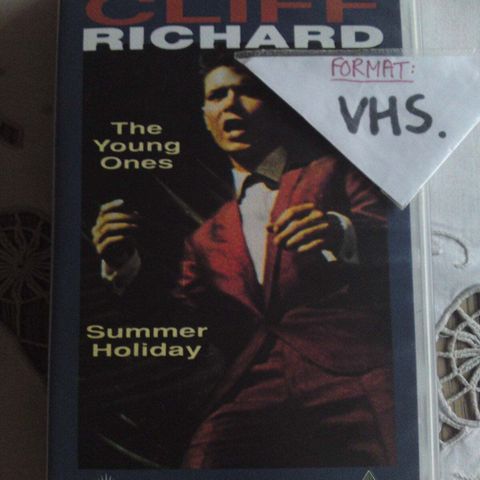 CLIFF
RICHARD
FORMAT:
VHS.
The
Young
Ones
Summer
Holiday